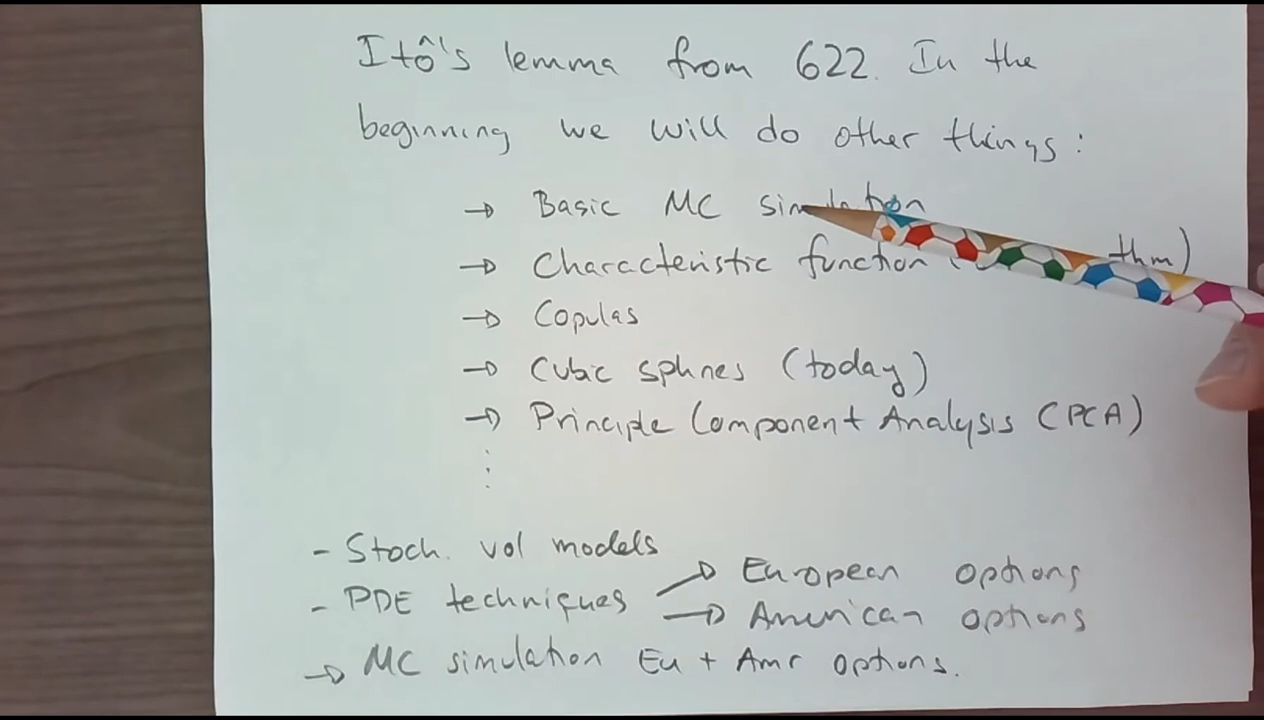 Itô's lemma from 622. In the
beginning we will do other things:
→ Basic MC simulation
→ Characteristic function thm)
→ Copulas
→ Cubic splines (today)
→ Principle Component Analysis (PCA)
⋮
- Stoch. vol models
- PDE techniques → European options
→ American options
→ MC simulation Eu + Amr options.